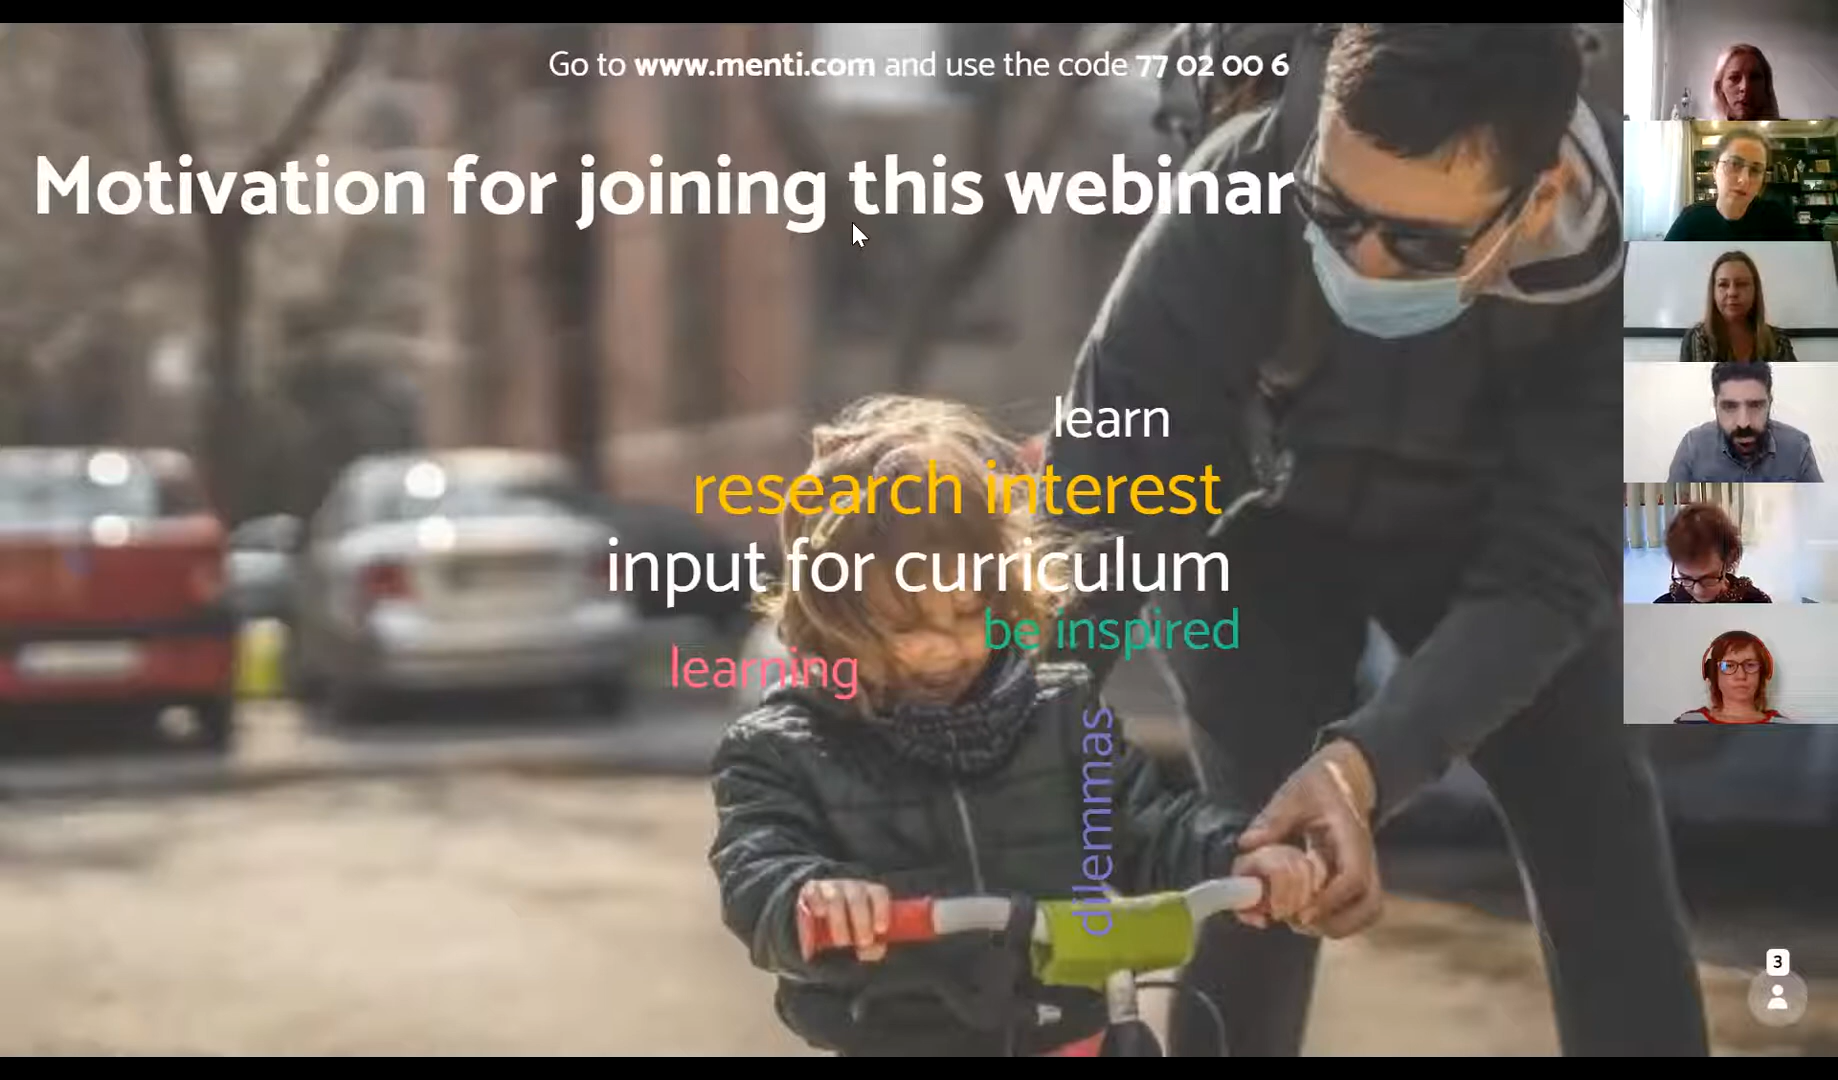 Go to www.menti.com and use the code 77 02 00 6
Motivation for joining this webinar
learn
research interest
input for curriculum
be inspired
learning
dilemmas
3